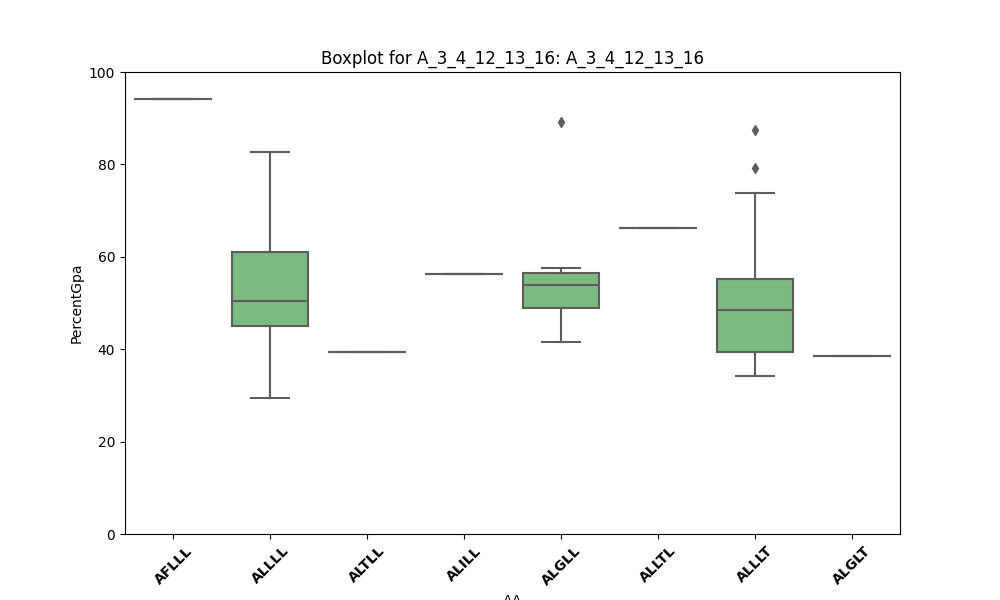 Boxplot for A_3_4_12_13_16: A_3_4_12_13_16
100
80
60
40
20
0
PercentGpa
AFLLL
ALLLL
ALTLL
ALILL
ALGLL
ALLTL
ALLLT
ALGLT
AA